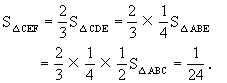 S△CEF = 2/3 S△CDE = 2/3 × 1/4 S△ABE
= 2/3 × 1/4 × 1/2 S△ABC = 1/24.